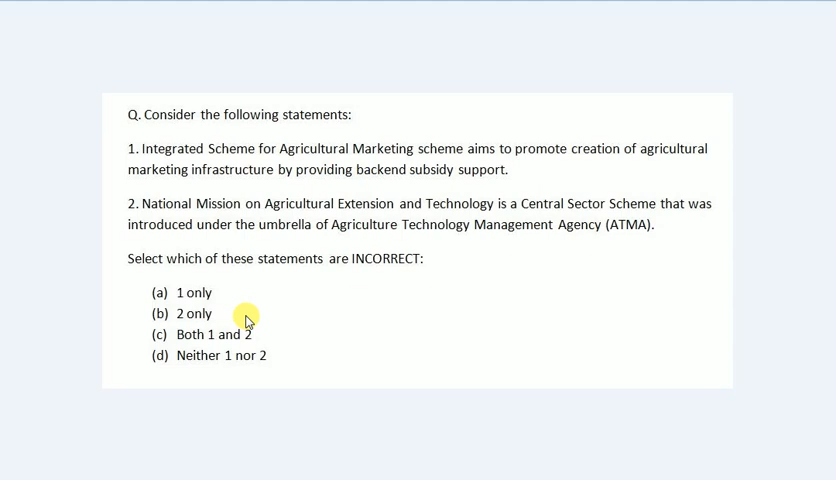 Q. Consider the following statements:
1. Integrated Scheme for Agricultural Marketing scheme aims to promote creation of agricultural
marketing infrastructure by providing backend subsidy support.
2. National Mission on Agricultural Extension and Technology is a Central Sector Scheme that was
introduced under the umbrella of Agriculture Technology Management Agency (ATMA).
Select which of these statements are INCORRECT:
(a) 1 only
(b) 2 only
(c) Both 1 and 2
(d) Neither 1 nor 2